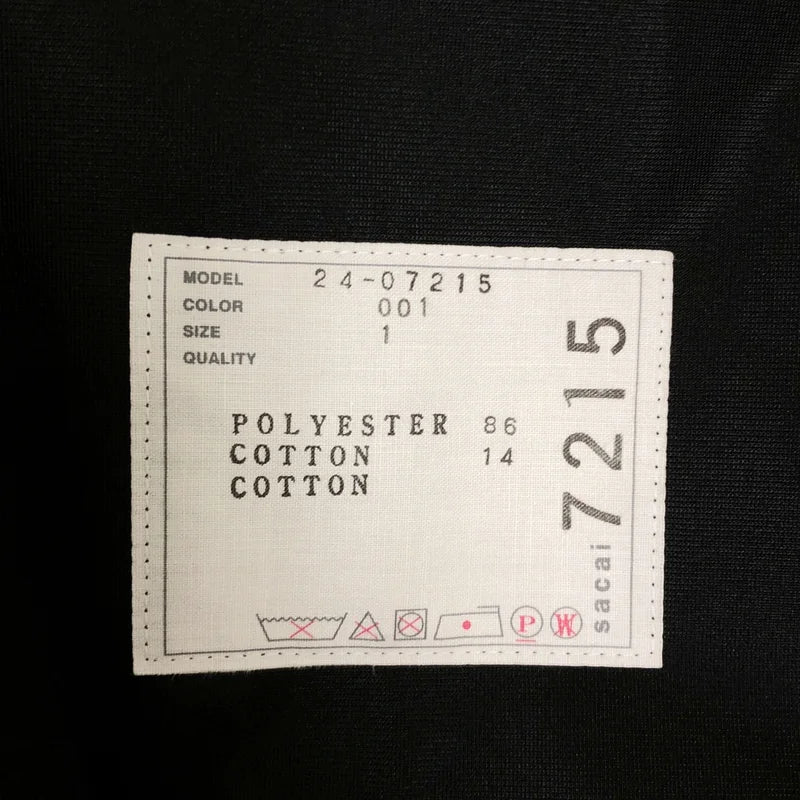 MODEL 24-07215
COLOR 001
SIZE 1
QUALITY
POLYESTER 86
COTTON 14
COTTON
P W
sacai 7215